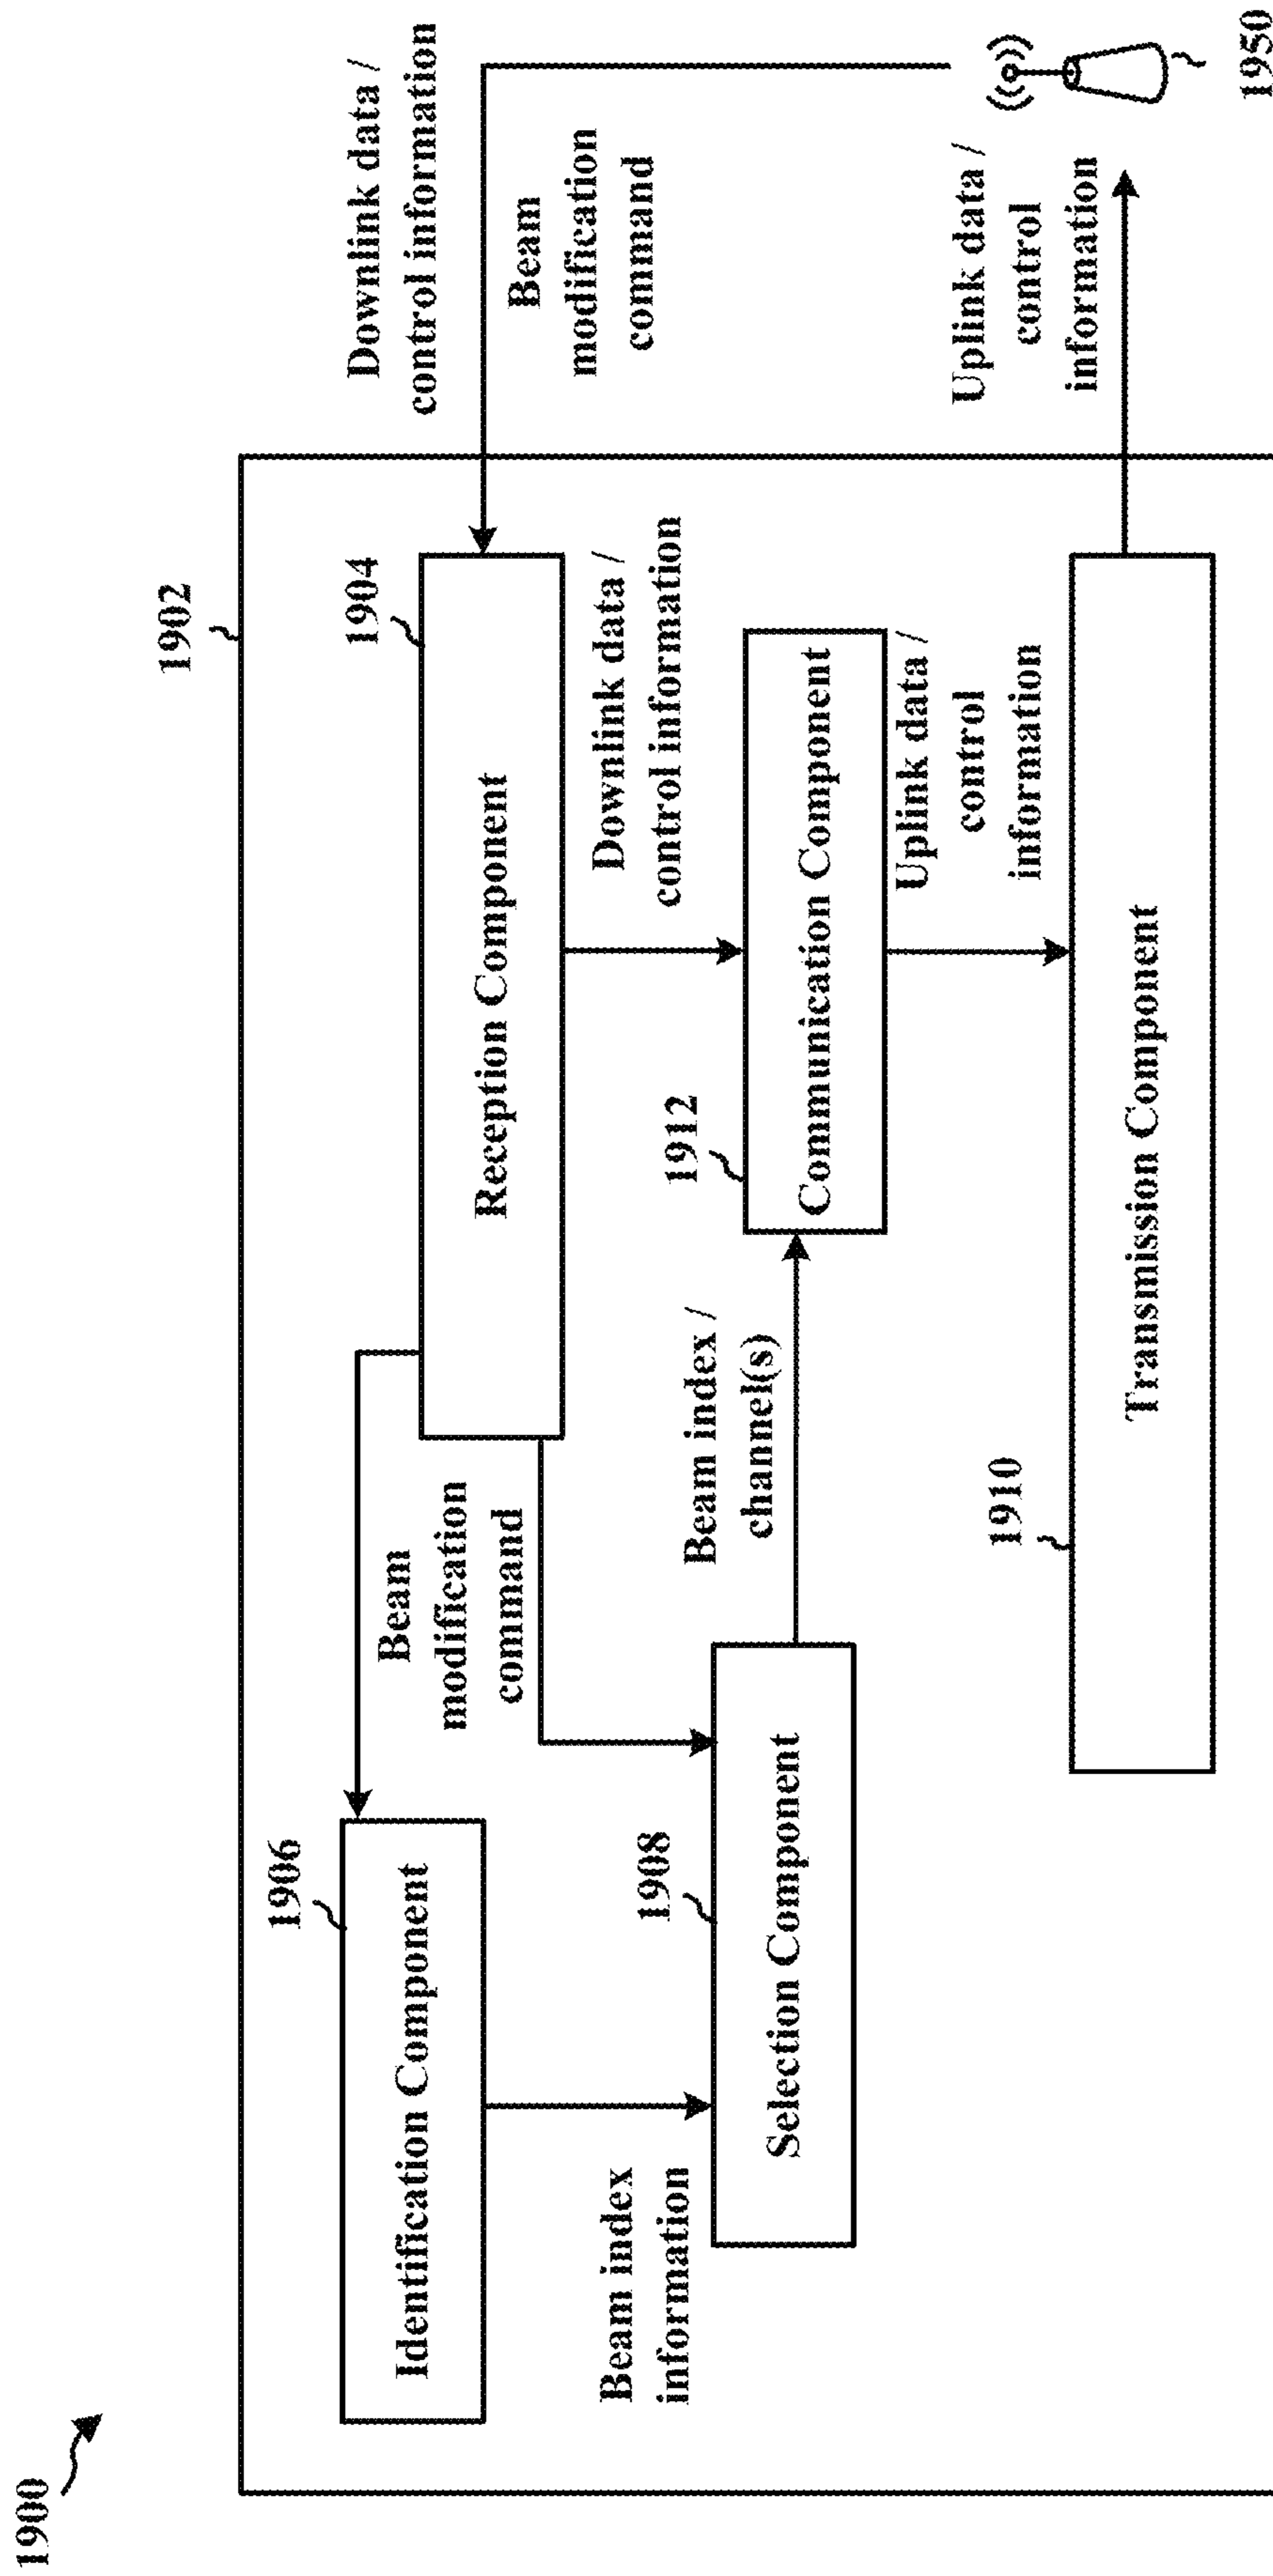 1900
1902
Downlink data /
control information
1904
Reception Component
Beam
modification
command
1906
Identification Component
Beam
modification
command
Downlink data /
control information
Beam index
information
1908
Selection Component
Beam index /
channel(s)
1912
Communication Component
Uplink data /
control
information
Uplink data /
control
information
1910
Transmission Component
1950